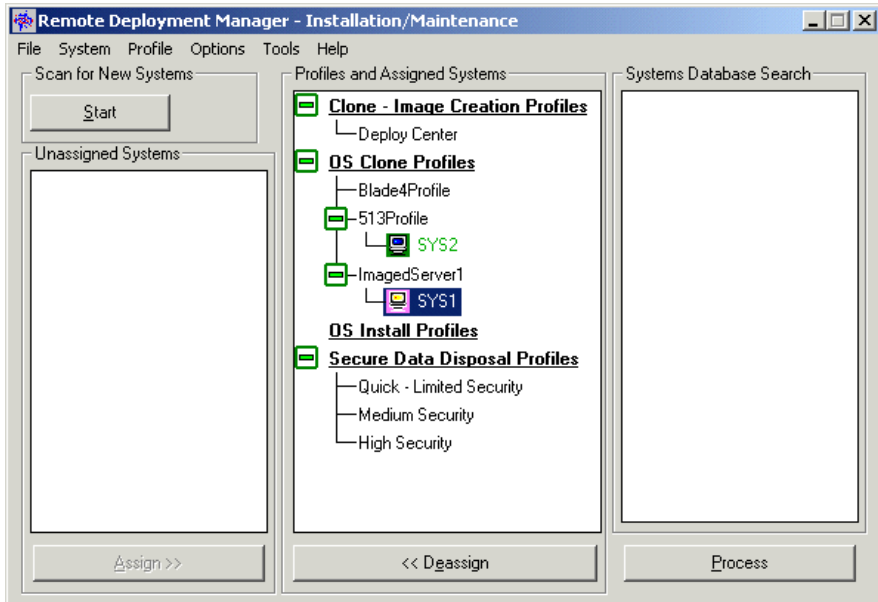 Remote Deployment Manager - Installation/Maintenance
File System Profile Options Tools Help
Scan for New Systems
Start
Unassigned Systems
Assign >>
Profiles and Assigned Systems
Clone - Image Creation Profiles
Deploy Center
OS Clone Profiles
Blade4Profile
513Profile
SYS2
ImagedServer1
SYS1
OS Install Profiles
Secure Data Disposal Profiles
Quick - Limited Security
Medium Security
High Security
<< Deassign
Systems Database Search
Process